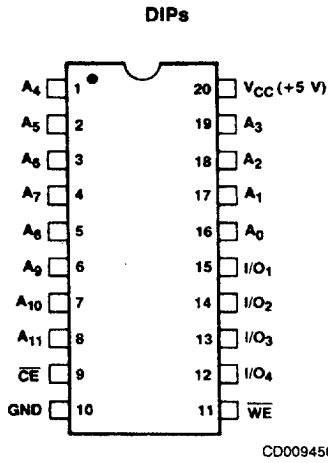 DIPs
A4 1 20 VCC (+5 V)
A5 2 19 A3
A6 3 18 A2
A7 4 17 A1
A8 5 16 A0
A9 6 15 I/O1
A10 7 14 I/O2
A11 8 13 I/O3
CE 9 12 I/O4
GND 10 11 WE
CD009450